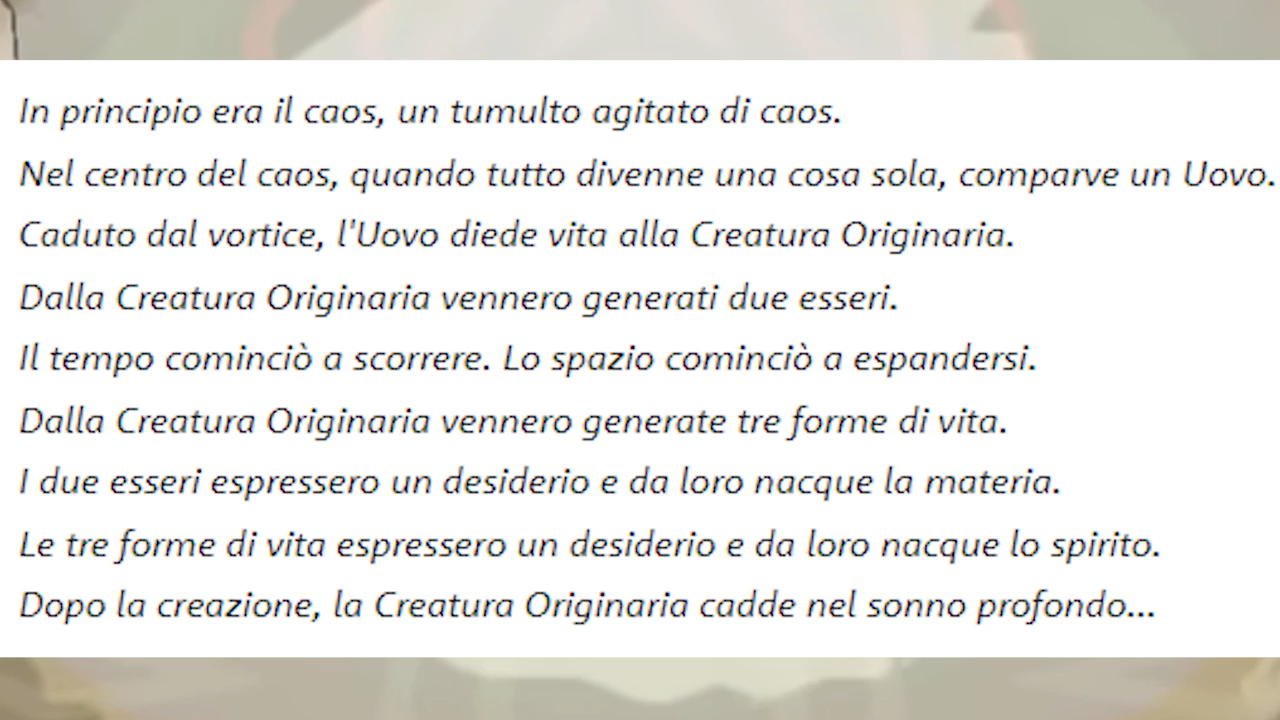 In principio era il caos, un tumulto agitato di caos.
Nel centro del caos, quando tutto divenne una cosa sola, comparve un Uovo.
Caduto dal vortice, l'Uovo diede vita alla Creatura Originaria.
Dalla Creatura Originaria vennero generati due esseri.
Il tempo cominciò a scorrere. Lo spazio cominciò a espandersi.
Dalla Creatura Originaria vennero generate tre forme di vita.
I due esseri espressero un desiderio e da loro nacque la materia.
Le tre forme di vita espressero un desiderio e da loro nacque lo spirito.
Dopo la creazione, la Creatura Originaria cadde nel sonno profondo...